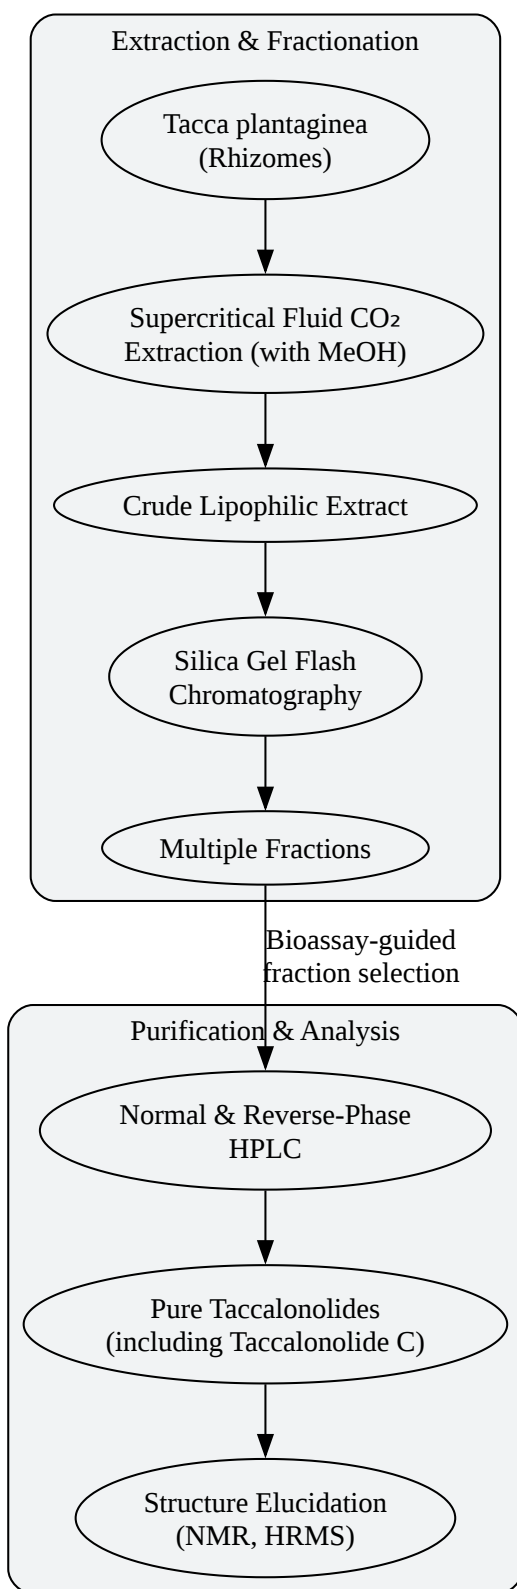 Extraction & Fractionation
Tacca plantaginea
(Rhizomes)
Supercritical Fluid CO₂
Extraction (with MeOH)
Crude Lipophilic Extract
Silica Gel Flash
Chromatography
Multiple Fractions
Bioassay-guided
fraction selection
Purification & Analysis
Normal & Reverse-Phase
HPLC
Pure Taccalonolides
(including Taccalonolide C)
Structure Elucidation
(NMR, HRMS)